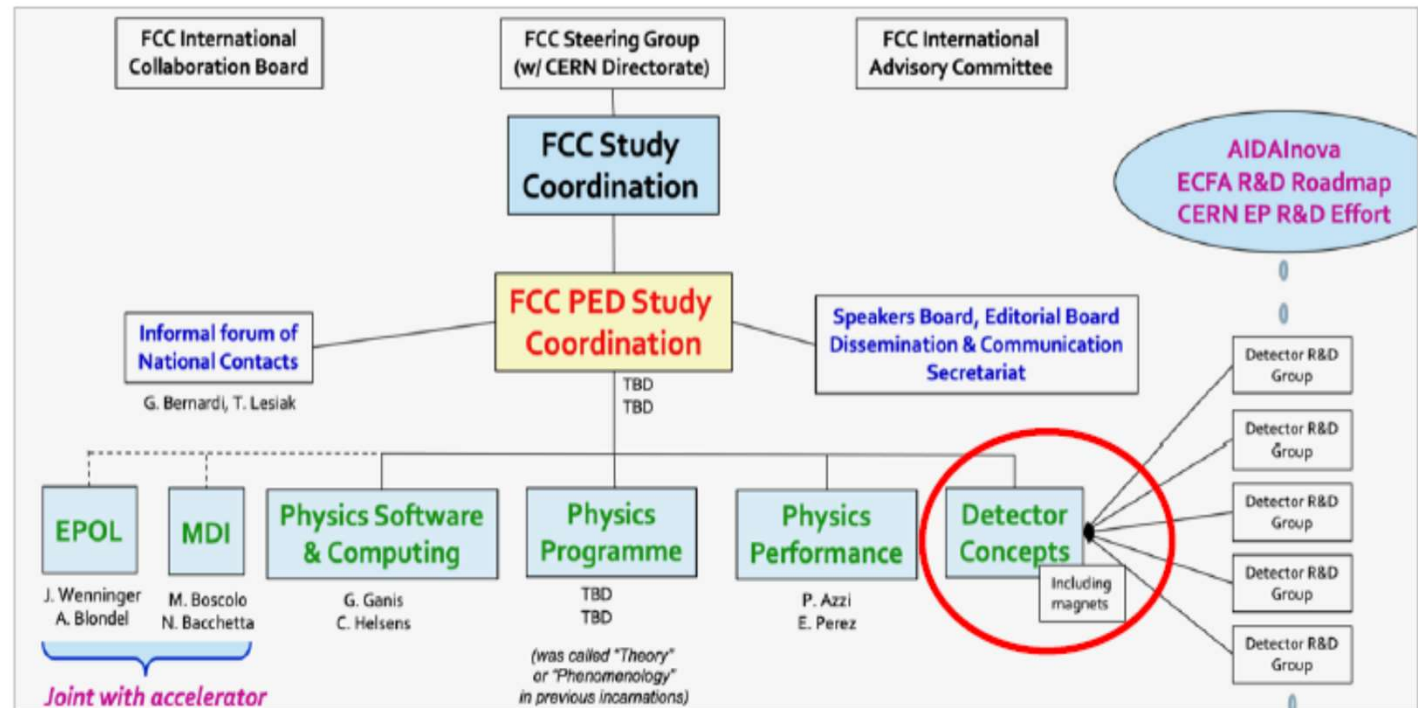 FCC International
Collaboration Board
FCC Steering Group
(w/ CERN Directorate)
FCC International
Advisory Committee
FCC Study
Coordination
AIDAInova
ECFA R&D Roadmap
CERN EP R&D Effort
FCC PED Study
Coordination
Informal forum of
National Contacts
G. Bernardi, T. Lesiak
Speakers Board, Editorial Board
Dissemination & Communication
Secretariat
TBD
TBD
Detector R&D
Group
Detector R&D
Group
Detector R&D
Group
Detector R&D
Group
Detector R&D
Group
EPOL
J. Wenninger
A. Blondel
MDI
M. Boscolo
N. Bacchetta
Joint with accelerator
Physics Software
& Computing
G. Ganis
C. Helsens
Physics
Programme
TBD
TBD
(was called "Theory"
or "Phenomenology"
in previous incarnations)
Physics
Performance
P. Azzi
E. Perez
Detector
Concepts
Including
magnets